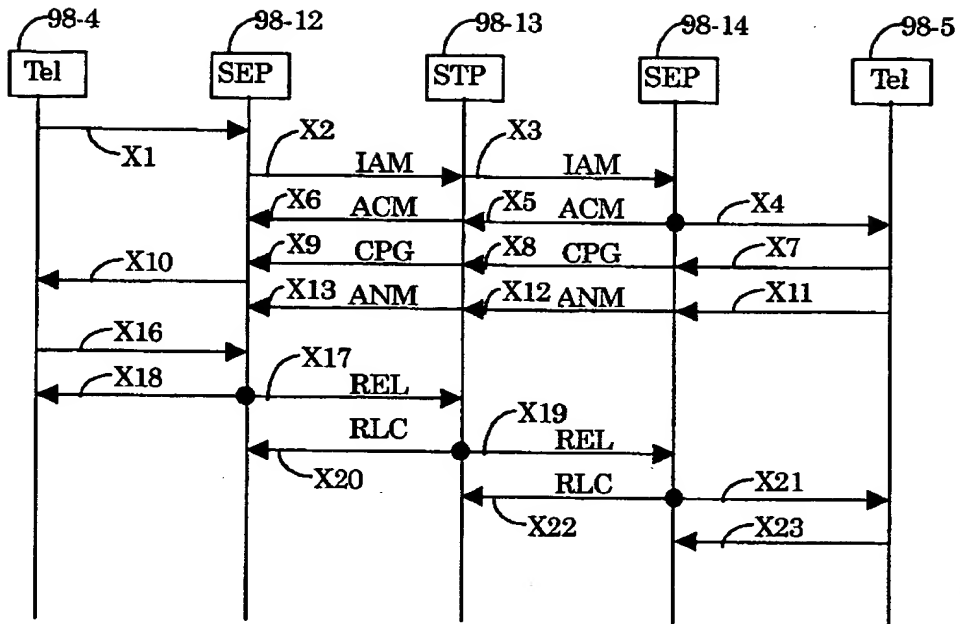 98-4 98-12 98-13 98-14 98-5
Tel SEP STP SEP Tel
X1 X2 IAM X3 IAM
X6 ACM X5 ACM X4
X9 CPG X8 CPG X7
X10
X13 ANM X12 ANM X11
X16
X18 X17 REL
RLC X19 REL
X20 RLC X21
X22 X23